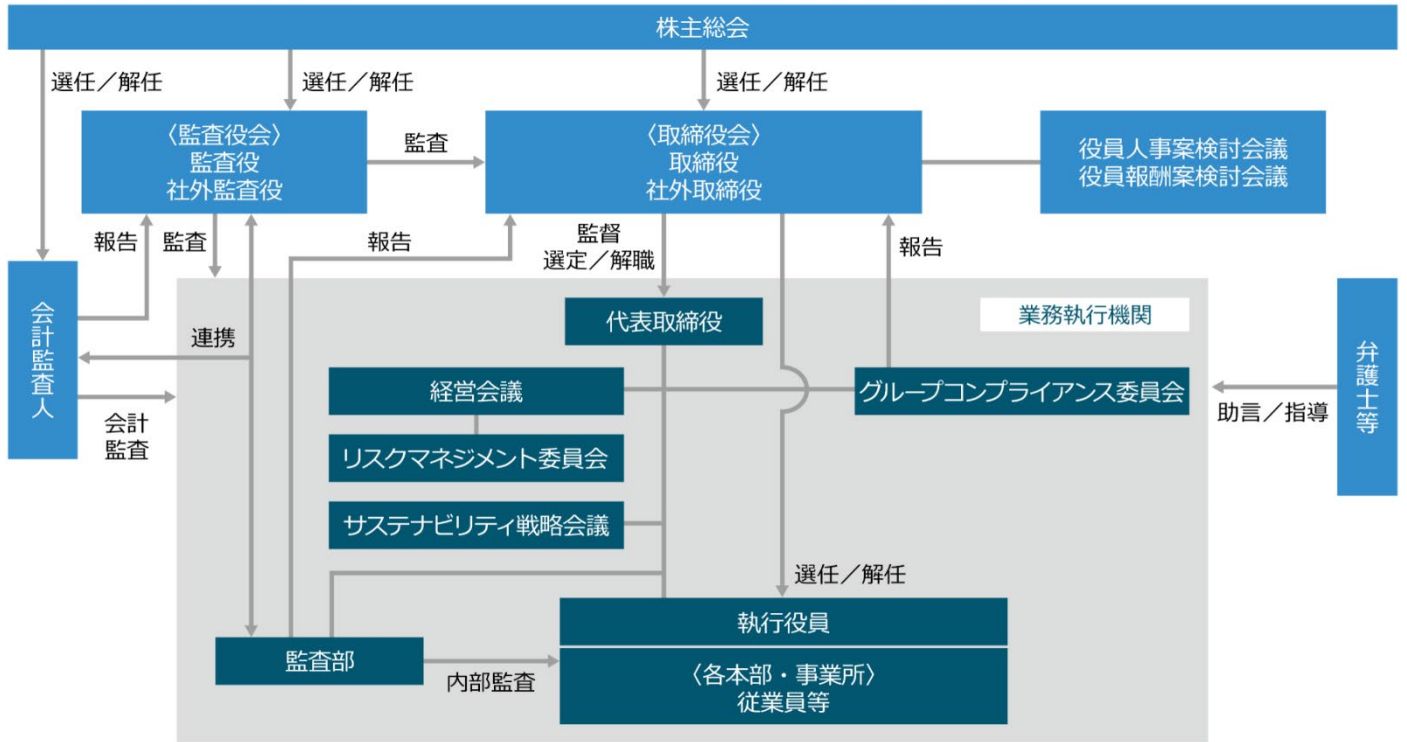 株主総会
選任／解任
選任／解任
選任／解任
〈監査役会〉
監査役
社外監査役
監査
〈取締役会〉
取締役
社外取締役
役員人事案検討会議
役員報酬案検討会議
報告
監査
報告
監督
選定／解職
報告
会計監査人
代表取締役
業務執行機関
連携
経営会議
グループコンプライアンス委員会
弁護士等
助言／指導
会計
監査
リスクマネジメント委員会
サステナビリティ戦略会議
選任／解任
執行役員
監査部
内部監査
〈各本部・事業所〉
従業員等